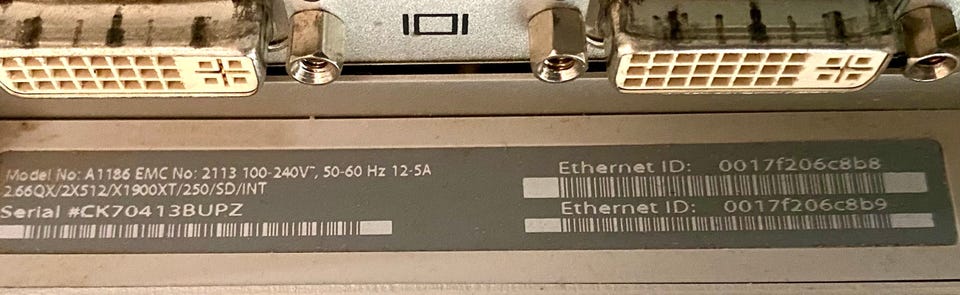 Model No: A1186 EMC No: 2113 100-240V~, 50-60 Hz 12-5A
2.66QX/2X512/X1900XT/250/SD/INT
Serial #CK70413BUPZ
Ethernet ID: 0017f206c8b8
Ethernet ID: 0017f206c8b9